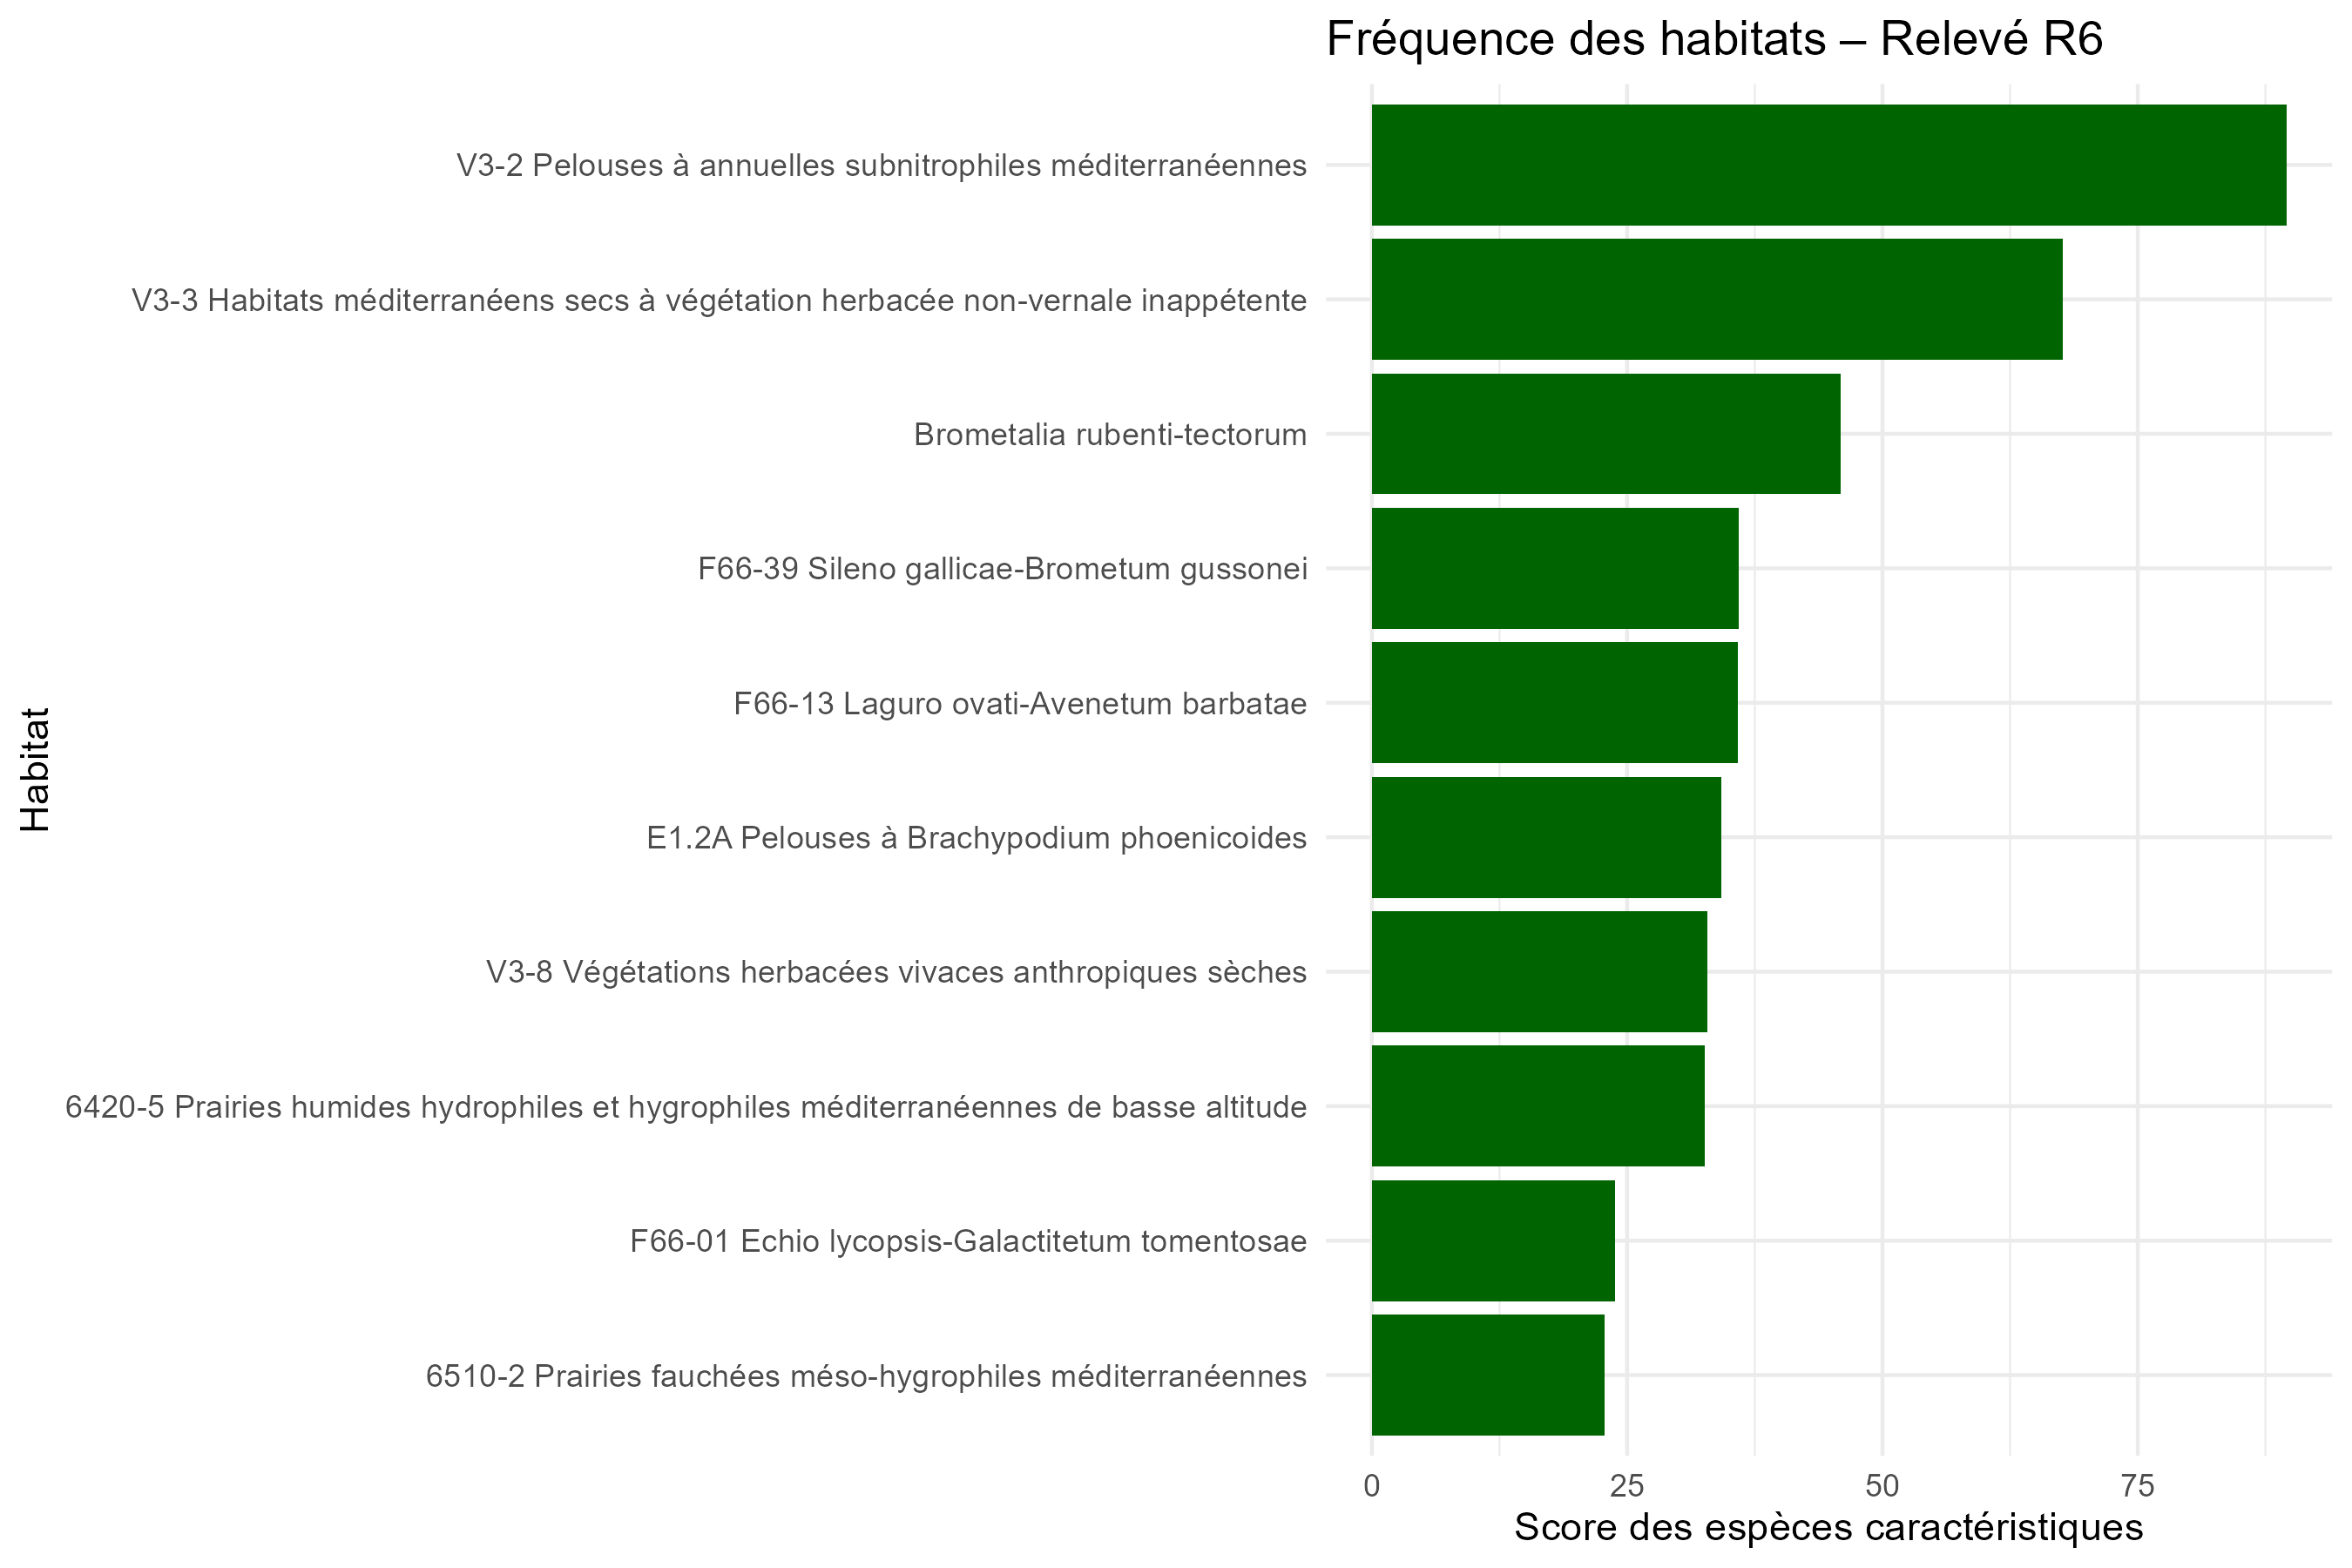 Fréquence des habitats – Relevé R6
Habitat
V3-2 Pelouses à annuelles subnitrophiles méditerranéennes
V3-3 Habitats méditerranéens secs à végétation herbacée non-vernale inappétente
Brometalia rubenti-tectorum
F66-39 Sileno gallicae-Brometum gussonei
F66-13 Laguro ovati-Avenetum barbatae
E1.2A Pelouses à Brachypodium phoenicoides
V3-8 Végétations herbacées vivaces anthropiques sèches
6420-5 Prairies humides hydrophiles et hygrophiles méditerranéennes de basse altitude
F66-01 Echio lycopsis-Galactitetum tomentosae
6510-2 Prairies fauchées méso-hygrophiles méditerranéennes
0 25 50 75
Score des espèces caractéristiques